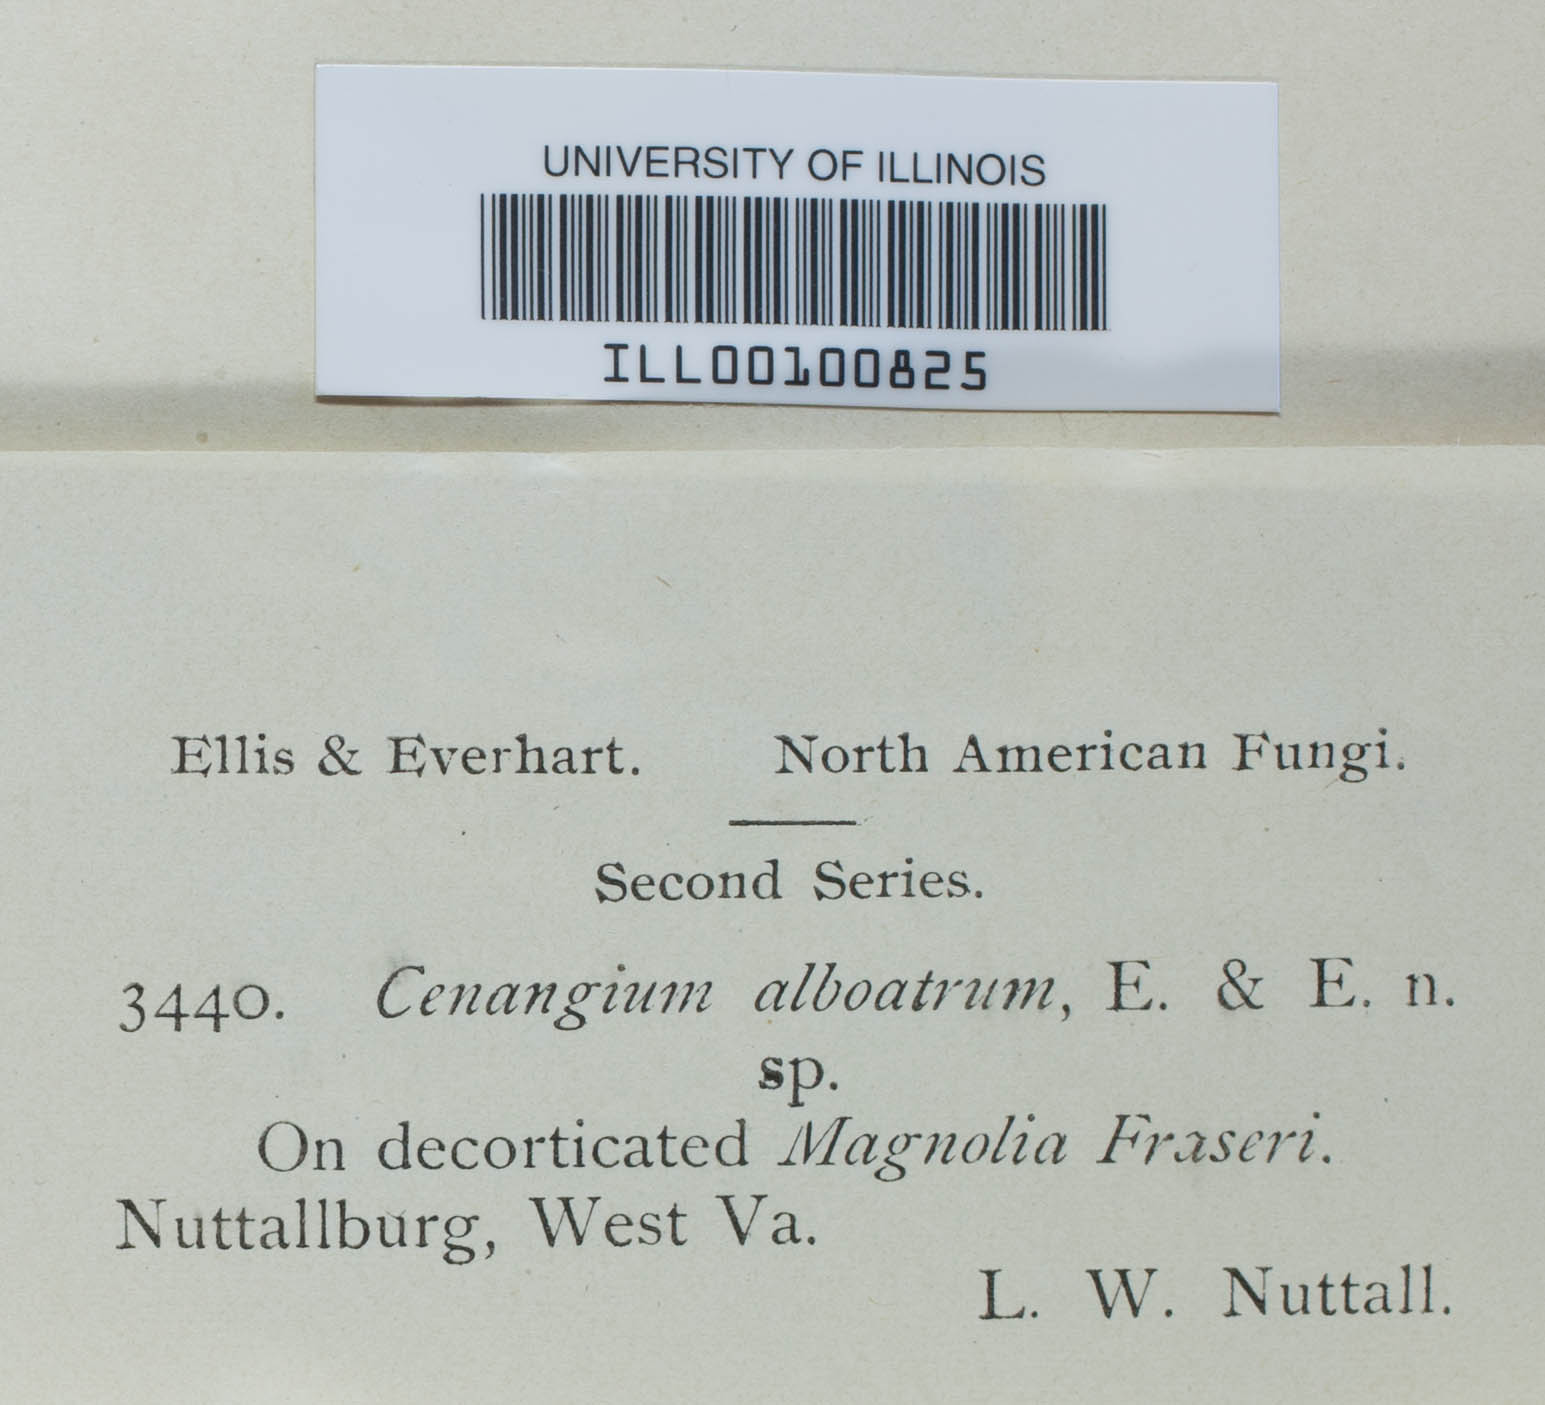 UNIVERSITY OF ILLINOIS
ILL00100825
Ellis & Everhart. North American Fungi.
Second Series.
3440. Cenangium alboatrum, E. & E. n.
sp.
On decorticated Magnolia Fraseri.
Nuttallburg, West Va.
L. W. Nuttall.